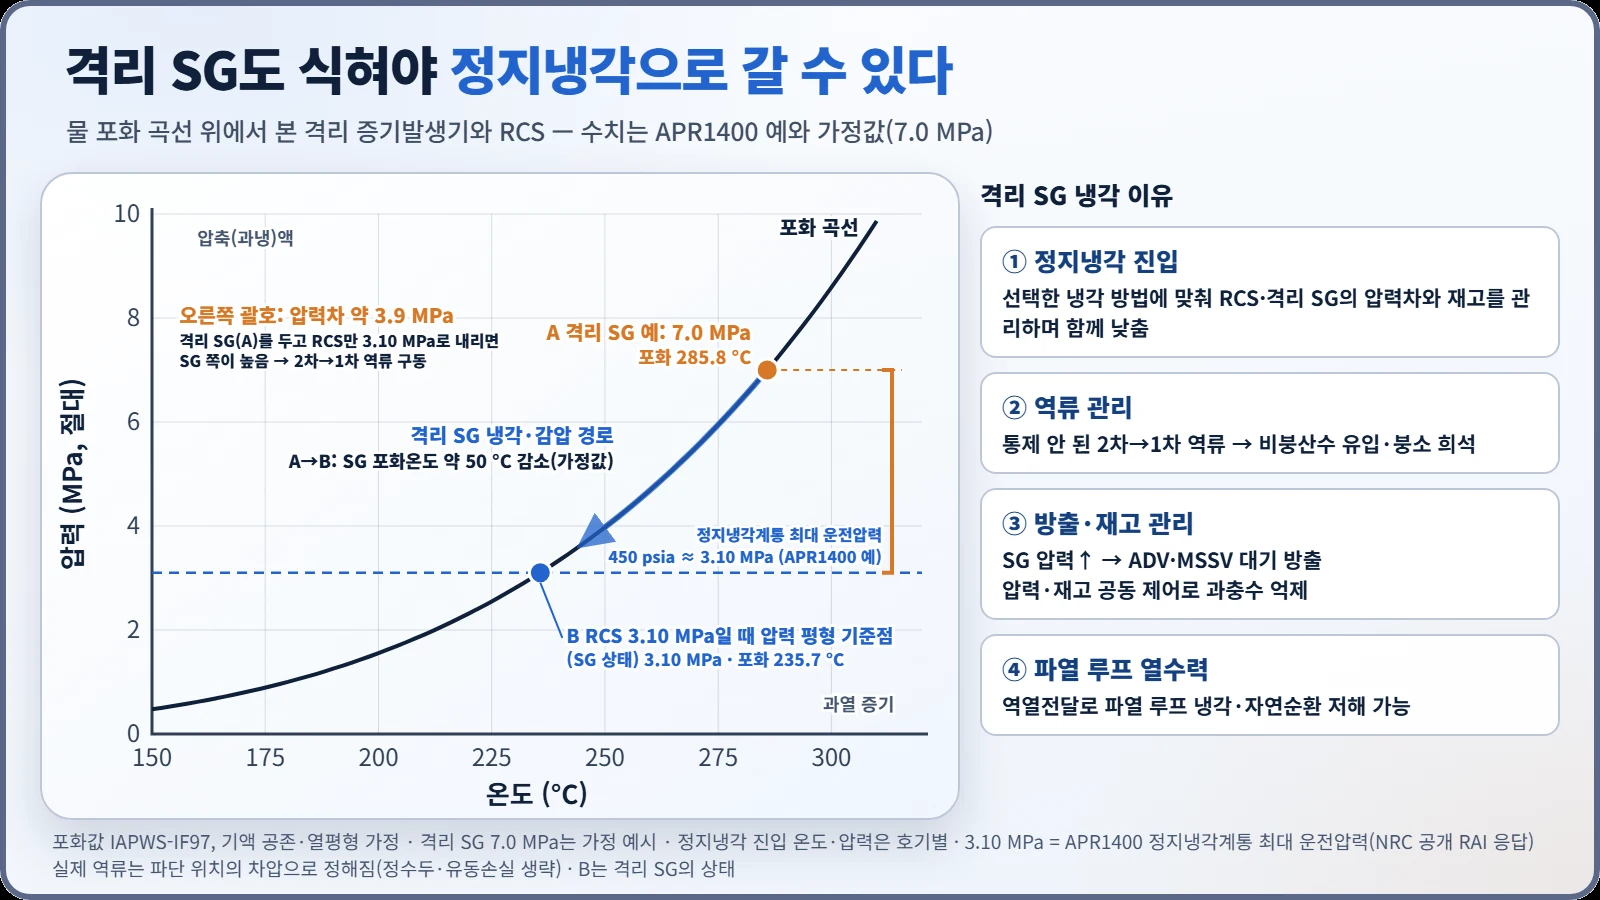 격리 SG도 식혀야 정지냉각으로 갈 수 있다
물 포화 곡선 위에서 본 격리 증기발생기와 RCS — 수치는 APR1400 예와 가정값(7.0 MPa)
압력 (MPa, 절대)
10
8
6
4
2
0
150
175
200
225
250
275
300
온도 (°C)
압축(과냉)액
포화 곡선
오른쪽 괄호: 압력차 약 3.9 MPa
격리 SG(A)를 두고 RCS만 3.10 MPa로 내리면
SG 쪽이 높음 → 2차→1차 역류 구동
A 격리 SG 예: 7.0 MPa
포화 285.8 °C
격리 SG 냉각·감압 경로
A→B: SG 포화온도 약 50 °C 감소(가정값)
정지냉각계통 최대 운전압력
450 psia ≈ 3.10 MPa (APR1400 예)
B RCS 3.10 MPa일 때 압력 평형 기준점
(SG 상태) 3.10 MPa · 포화 235.7 °C
과열 증기
격리 SG 냉각 이유
① 정지냉각 진입
선택한 냉각 방법에 맞춰 RCS·격리 SG의 압력차와 재고를 관
리하며 함께 낮춤
② 역류 관리
통제 안 된 2차→1차 역류 → 비붕산수 유입·붕소 희석
③ 방출·재고 관리
SG 압력↑ → ADV·MSSV 대기 방출
압력·재고 공동 제어로 과충수 억제
④ 파열 루프 열수력
역열전달로 파열 루프 냉각·자연순환 저해 가능
포화값 IAPWS-IF97, 기액 공존·열평형 가정 · 격리 SG 7.0 MPa는 가정 예시 · 정지냉각 진입 온도·압력은 호기별 · 3.10 MPa = APR1400 정지냉각계통 최대 운전압력(NRC 공개 RAI 응답)
실제 역류는 파단 위치의 차압으로 정해짐(정수두·유동손실 생략) · B는 격리 SG의 상태